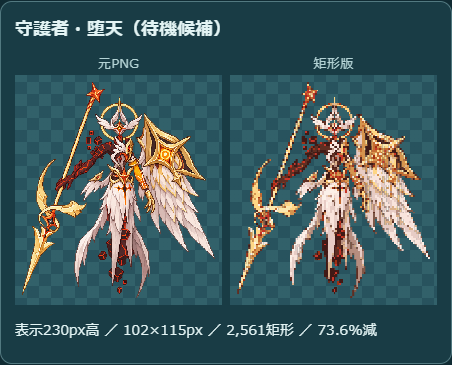 守護者・堕天（待機候補）
元PNG
矩形版
表示230px高 ／ 102×115px ／ 2,561矩形 ／ 73.6%減